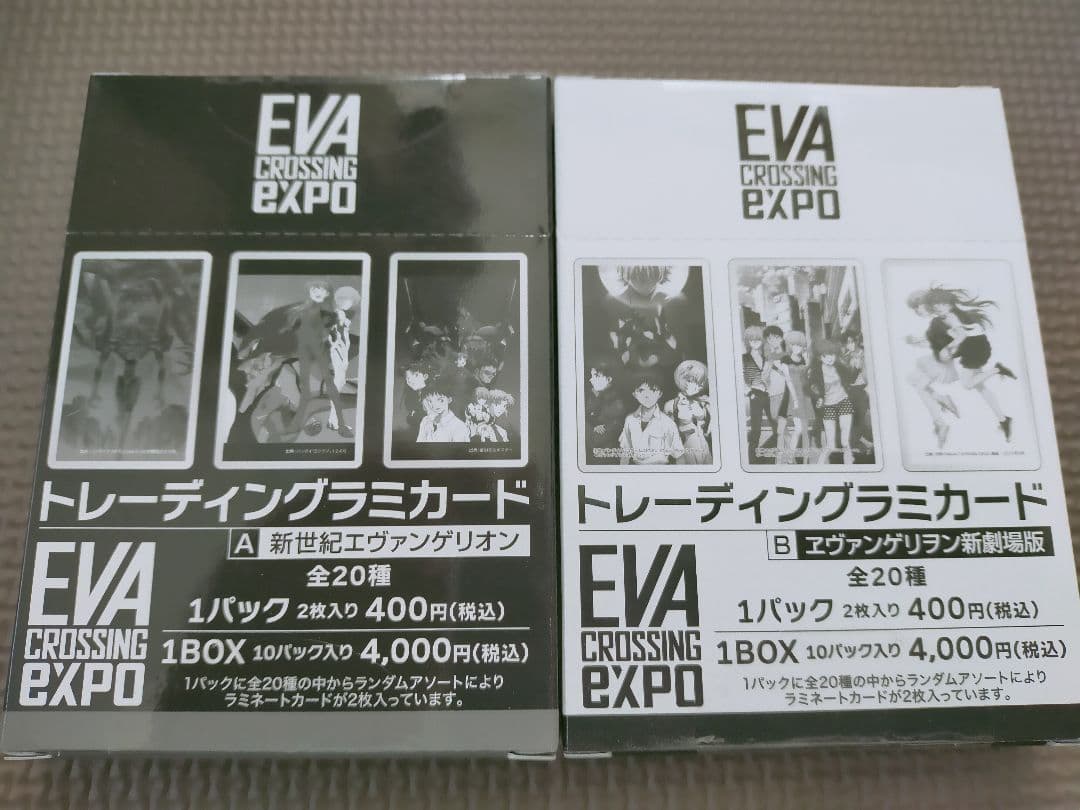 EVA
CROSSING
eXPO
トレーディングラミカード
A 新世紀エヴァンゲリオン
全20種
1パック 2枚入り 400円(税込)
1BOX 10パック入り 4,000円(税込)
1パックに全20種の中からランダムアソートにより
ラミネートカードが2枚入っています。
EVA
CROSSING
eXPO
EVA
CROSSING
eXPO
トレーディングラミカード
B ヱヴァンゲリヲン新劇場版
全20種
1パック 2枚入り 400円(税込)
1BOX 10パック入り 4,000円(税込)
1パックに全20種の中からランダムアソートにより
ラミネートカードが2枚入っています。
EVA
CROSSING
eXPO